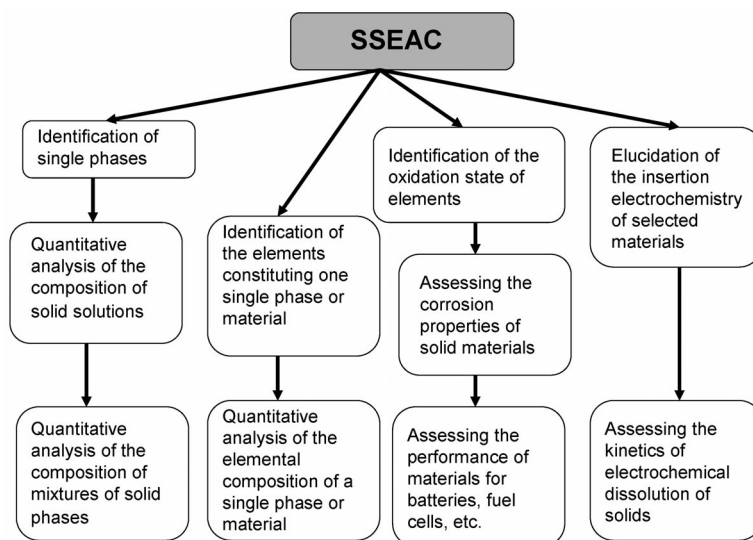 SSEAC
Identification of
single phases
Identification of the
oxidation state of
elements
Elucidation of
the insertion
electrochemistry
of selected
materials
Quantitative
analysis of the
composition of
solid solutions
Identification of
the elements
constituting one
single phase or
material
Assessing the
corrosion
properties of
solid materials
Quantitative
analysis of the
composition of
mixtures of solid
phases
Quantitative
analysis of the
elemental
composition of a
single phase or
material
Assessing the
performance of
materials for
batteries, fuel
cells, etc.
Assessing the
kinetics of
electrochemical
dissolution of
solids